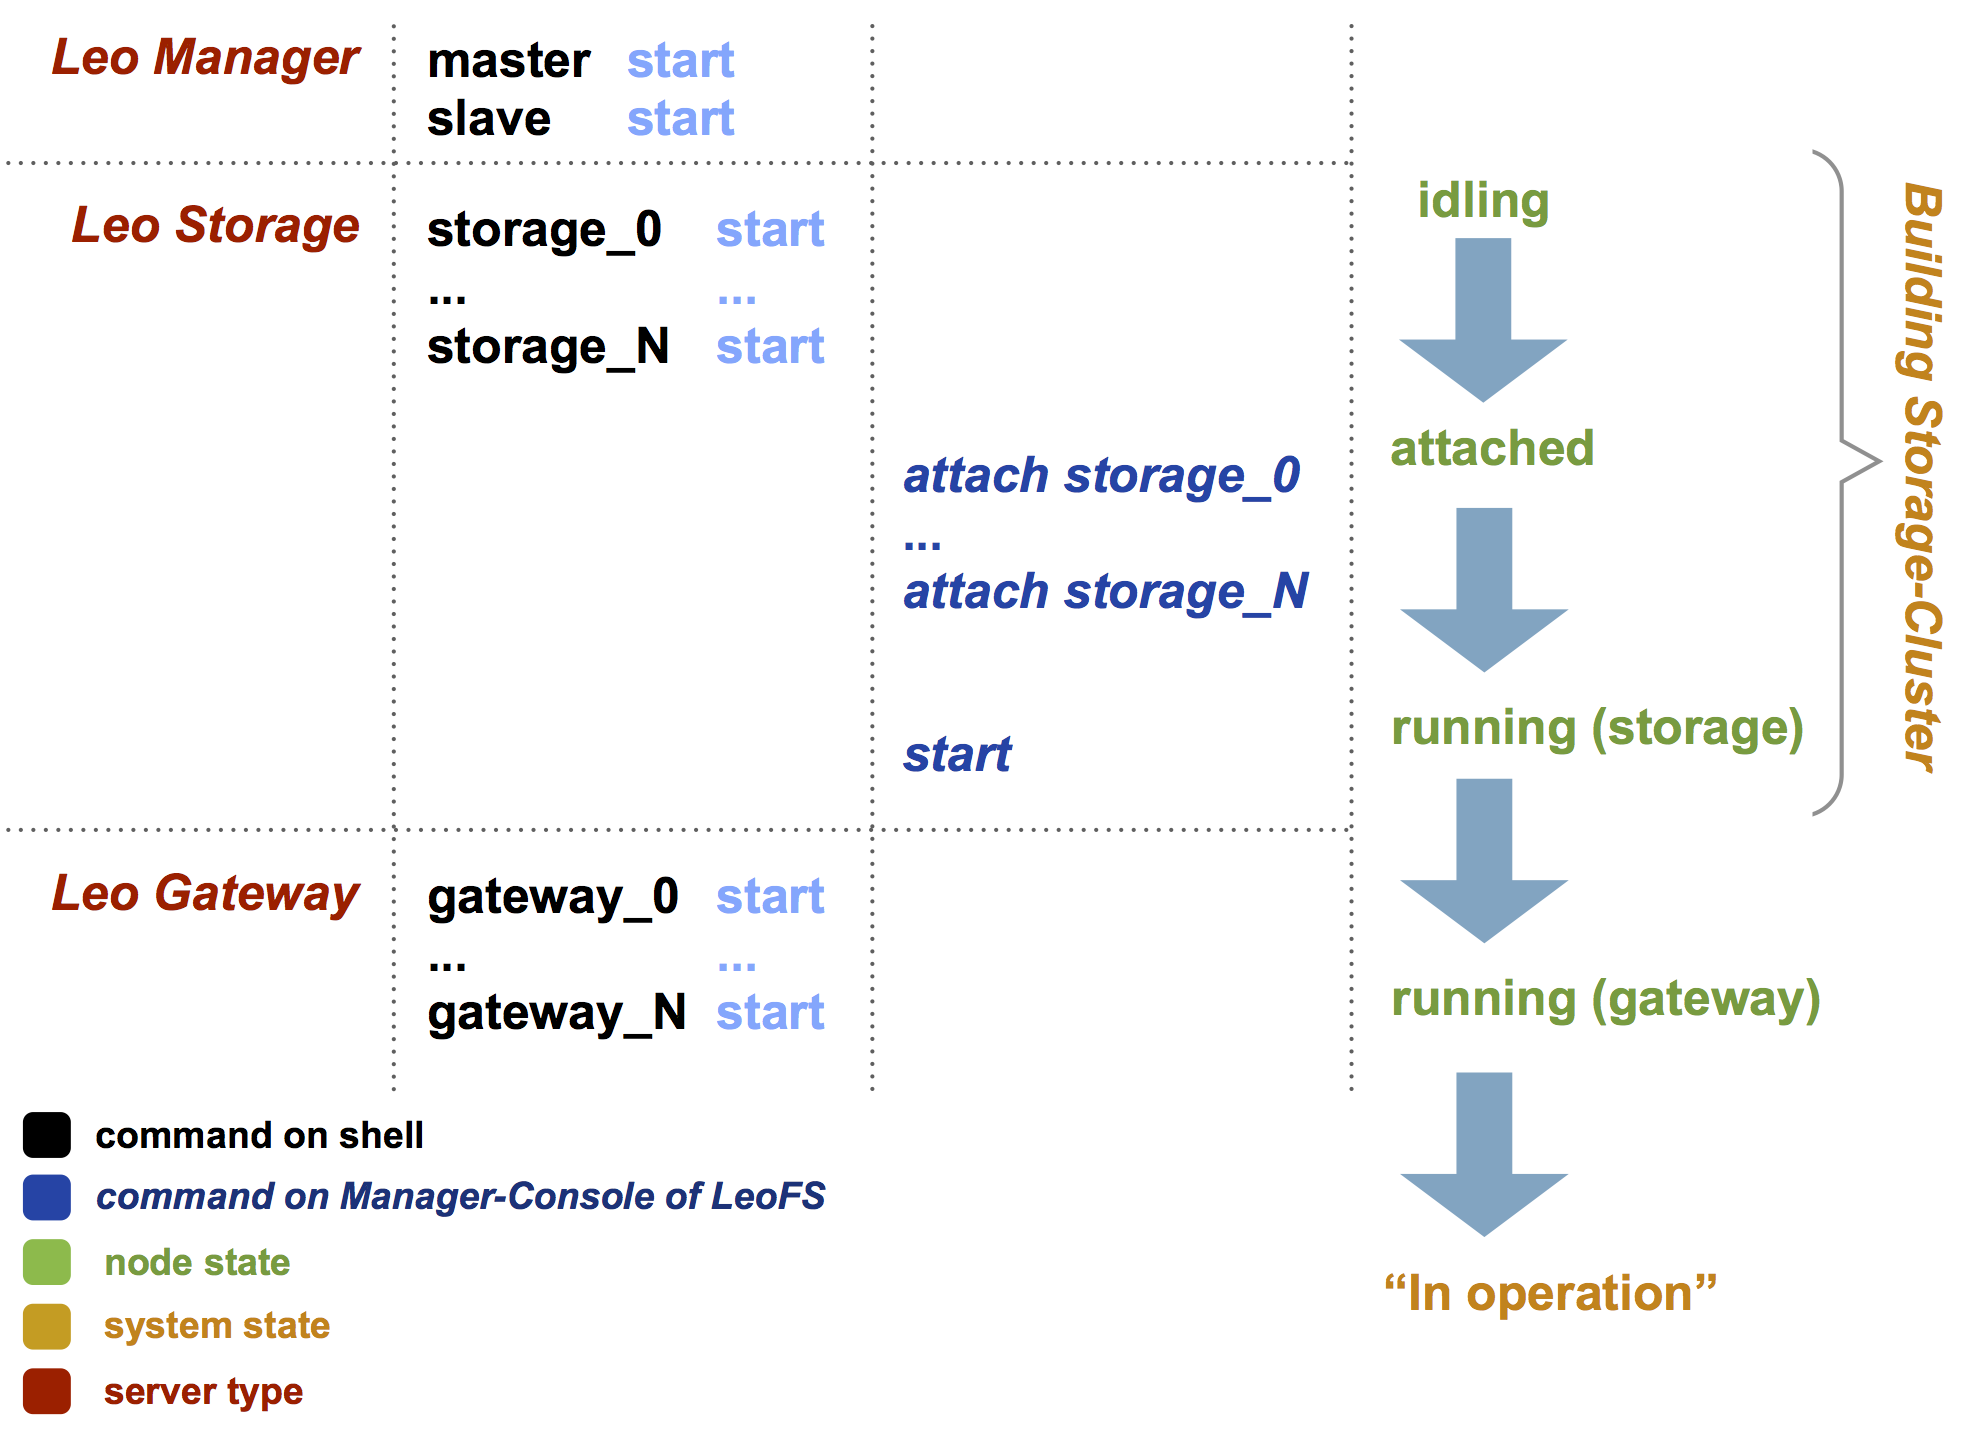 Leo Manager
master start
slave start
Leo Storage
storage_0 start
... ...
storage_N start
attach storage_0
...
attach storage_N
start
Leo Gateway
gateway_0 start
... ...
gateway_N start
idling
attached
running (storage)
running (gateway)
“In operation”
Building Storage-Cluster
command on shell
command on Manager-Console of LeoFS
node state
system state
server type